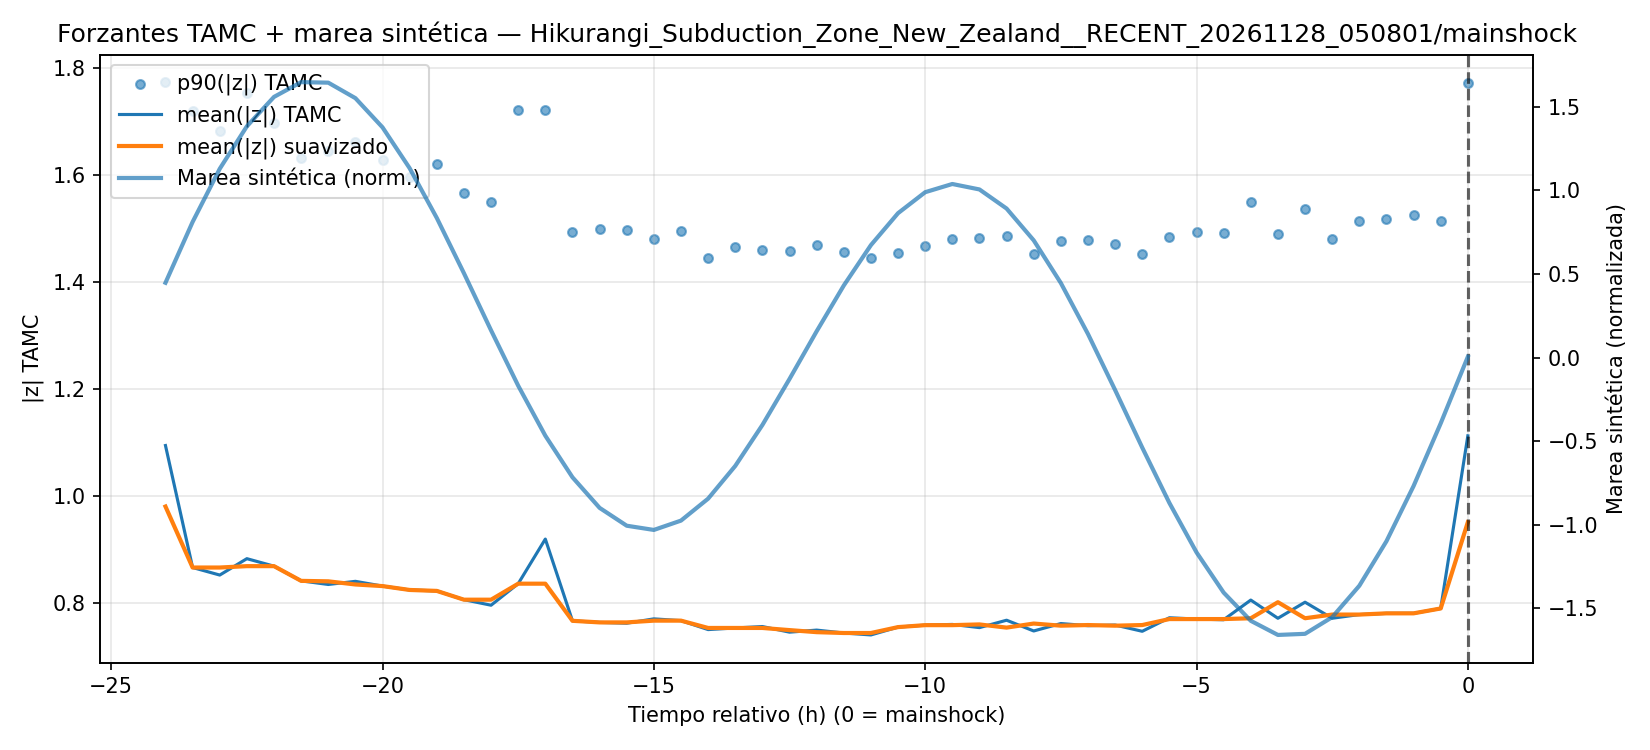 Forzantes TAMC + marea sintética — Hikurangi_Subduction_Zone_New_Zealand__RECENT_20261128_050801/mainshock
p90(|z|) TAMC
mean(|z|) TAMC
mean(|z|) suavizado
Marea sintética (norm.)
|z| TAMC
1.8
1.6
1.4
1.2
1.0
0.8
Marea sintética (normalizada)
1.5
1.0
0.5
0.0
−0.5
−1.0
−1.5
−25
−20
−15
−10
−5
0
Tiempo relativo (h) (0 = mainshock)